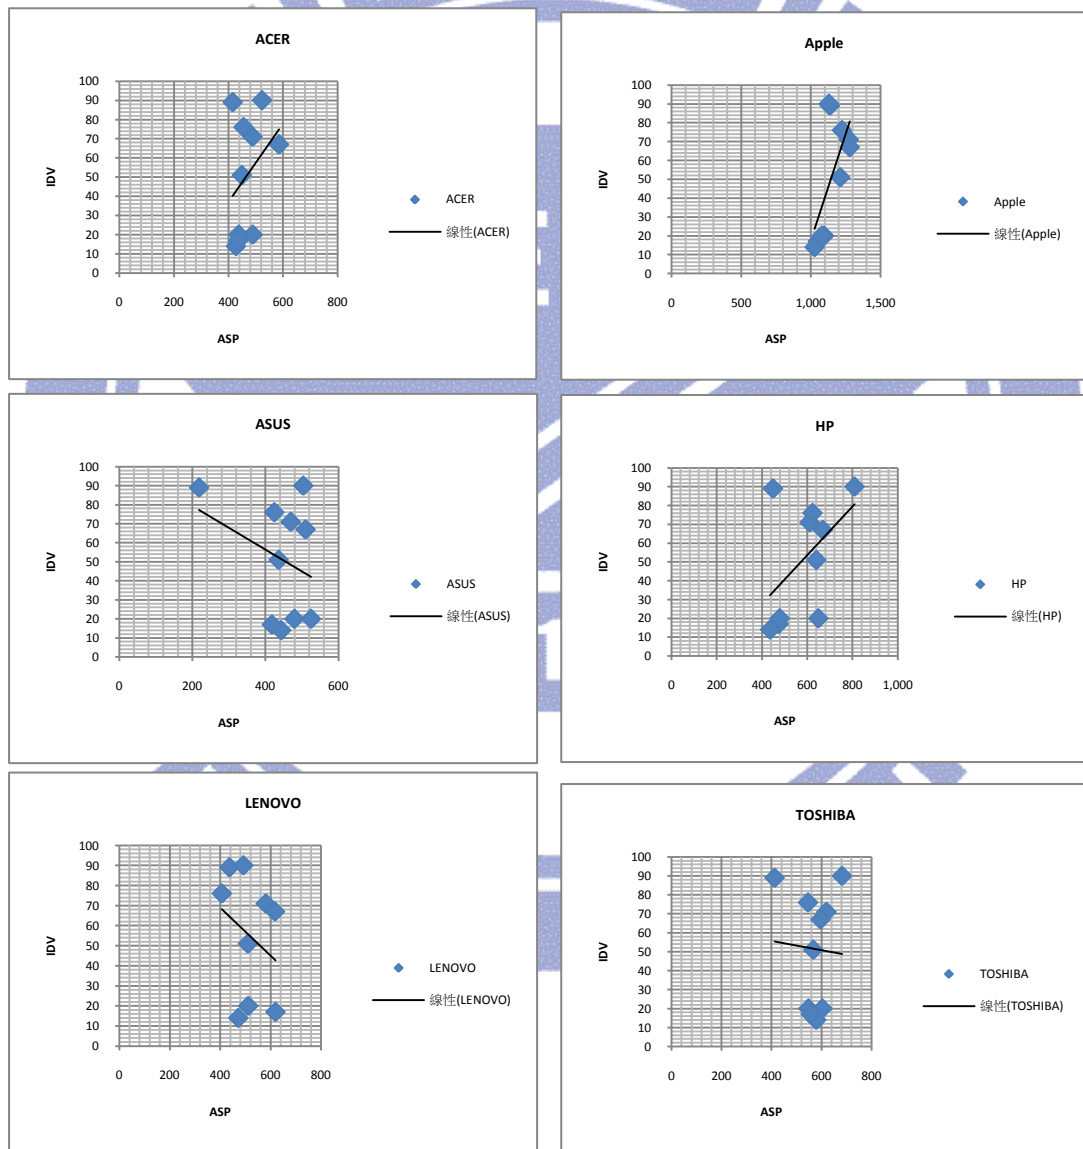 ACER
100
90
80
70
60
50
40
30
20
10
0
IDV
0 200 400 600 800
ASP
ACER
線性(ACER)
Apple
100
90
80
70
60
50
40
30
20
10
0
IDV
0 500 1,000 1,500
ASP
Apple
線性(Apple)
ASUS
100
90
80
70
60
50
40
30
20
10
0
IDV
0 200 400 600
ASP
ASUS
線性(ASUS)
HP
100
90
80
70
60
50
40
30
20
10
0
IDV
0 200 400 600 800 1,000
ASP
HP
線性(HP)
LENOVO
100
90
80
70
60
50
40
30
20
10
0
IDV
0 200 400 600 800
ASP
LENOVO
線性(LENOVO)
TOSHIBA
100
90
80
70
60
50
40
30
20
10
0
IDV
0 200 400 600 800
ASP
TOSHIBA
線性(TOSHIBA)